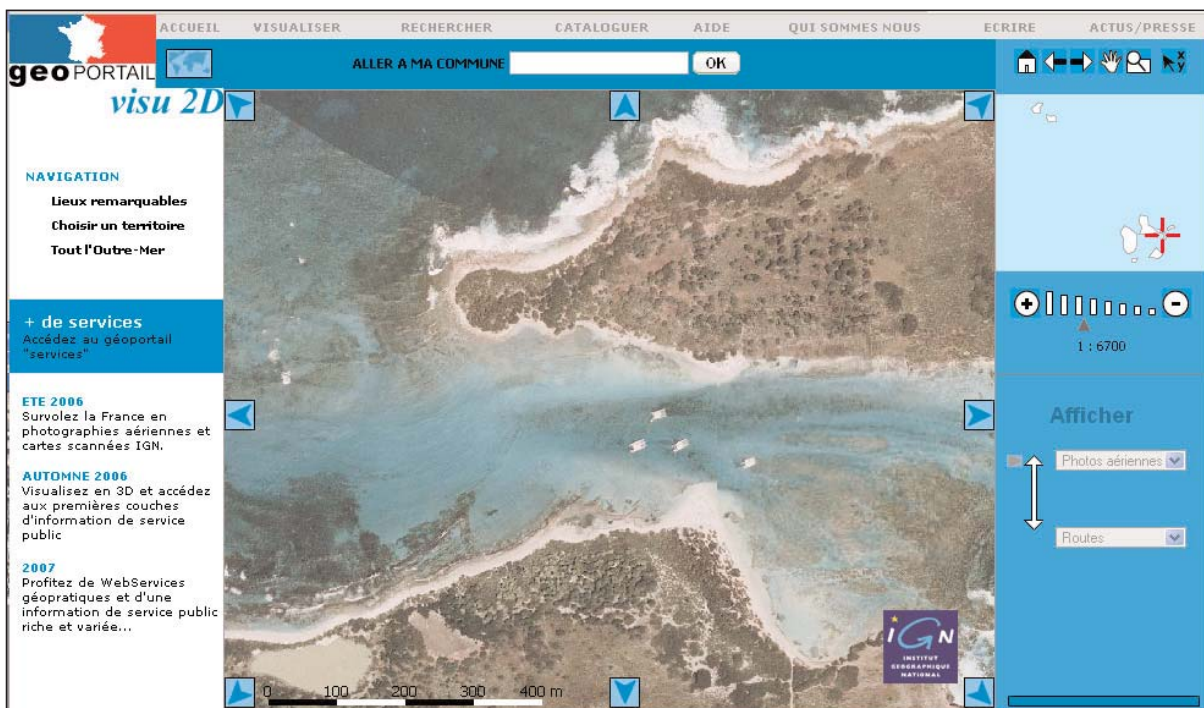 ACCUEIL VISUALISER RECHERCHER CATALOGUER AIDE QUI SOMMES NOUS ECRIRE ACTUS/PRESSE
geoPORTAIL
visu 2D
ALLER A MA COMMUNE OK
NAVIGATION
Lieux remarquables
Choisir un territoire
Tout l'Outre-Mer
+ de services
Accédez au géoportail
"services"
ETE 2006
Survolez la France en
photographies aériennes et
cartes scannées IGN.
AUTOMNE 2006
Visualisez en 3D et accédez
aux premières couches
d'information de service
public
2007
Profitez de WebServices
géopratiques et d'une
information de service public
riche et variée...
0 100 200 300 400 m
IGN
INSTITUT
GEOGRAPHIQUE
NATIONAL
x
y
+ -
1 : 6700
Afficher
Photos aériennes
Routes